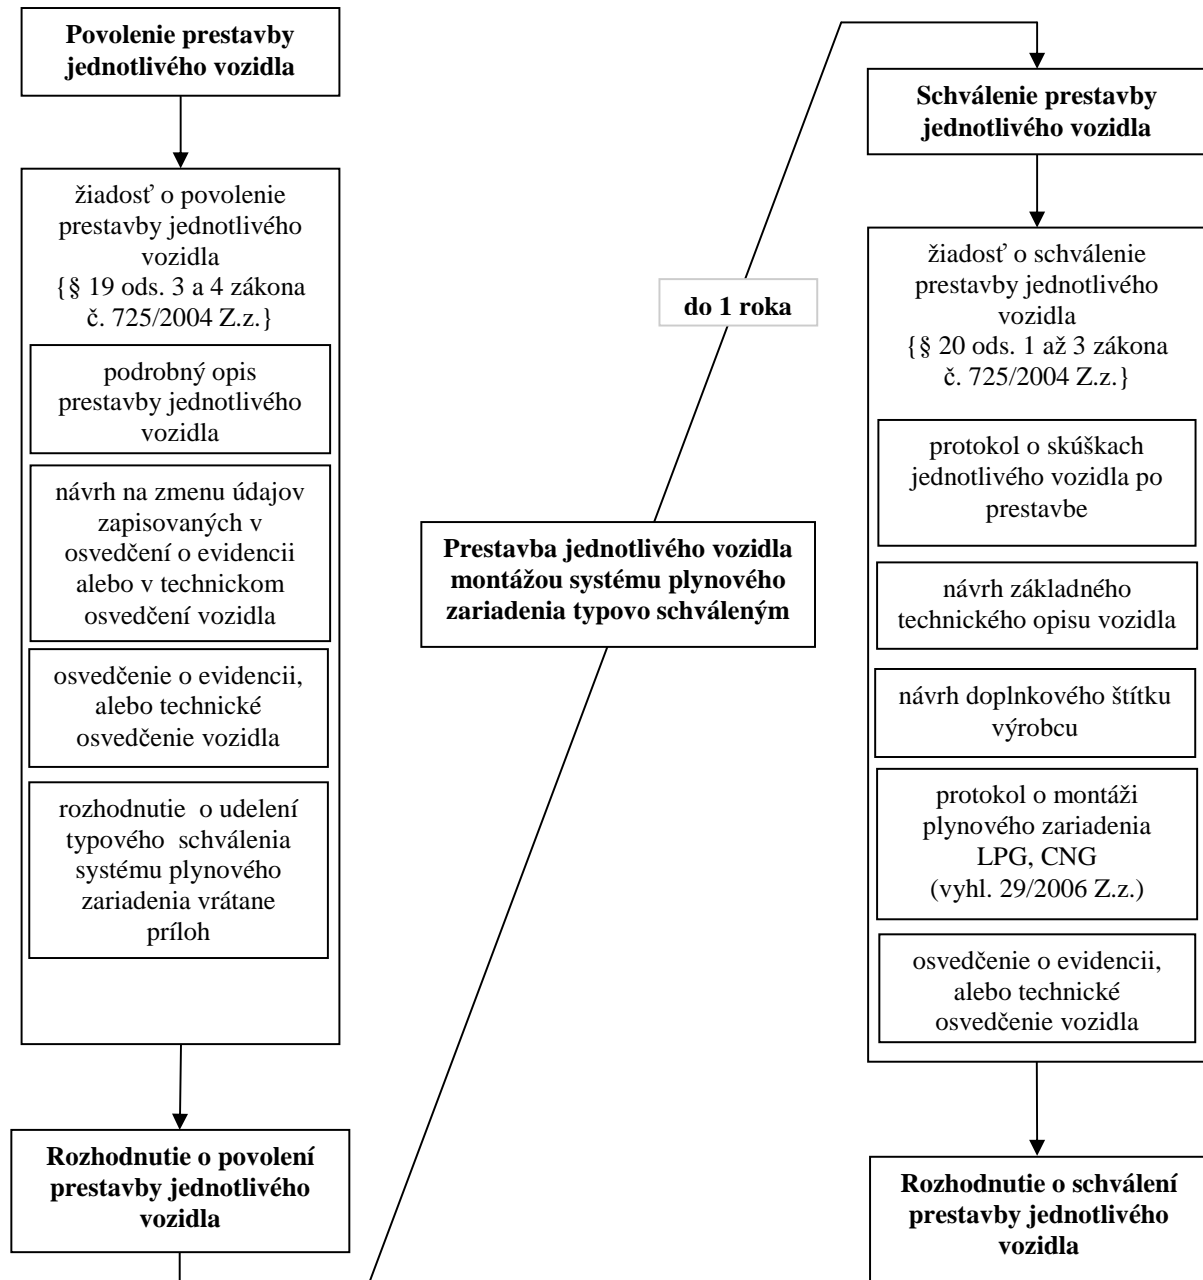 Povolenie prestavby
jednotlivého vozidla
žiadosť o povolenie
prestavby jednotlivého
vozidla
{§ 19 ods. 3 a 4 zákona
č. 725/2004 Z.z.}
podrobný opis
prestavby jednotlivého
vozidla
návrh na zmenu údajov
zapisovaných v
osvedčení o evidencii
alebo v technickom
osvedčení vozidla
osvedčenie o evidencii,
alebo technické
osvedčenie vozidla
rozhodnutie o udelení
typového schválenia
systému plynového
zariadenia vrátane
príloh
Rozhodnutie o povolení
prestavby jednotlivého
vozidla
Prestavba jednotlivého vozidla
montážou systému plynového
zariadenia typovo schváleným
do 1 roka
Schválenie prestavby
jednotlivého vozidla
žiadosť o schválenie
prestavby jednotlivého
vozidla
{§ 20 ods. 1 až 3 zákona
č. 725/2004 Z.z.}
protokol o skúškach
jednotlivého vozidla po
prestavbe
návrh základného
technického opisu vozidla
návrh doplnkového štítku
výrobcu
protokol o montáži
plynového zariadenia
LPG, CNG
(vyhl. 29/2006 Z.z.)
osvedčenie o evidencii,
alebo technické
osvedčenie vozidla
Rozhodnutie o schválení
prestavby jednotlivého
vozidla